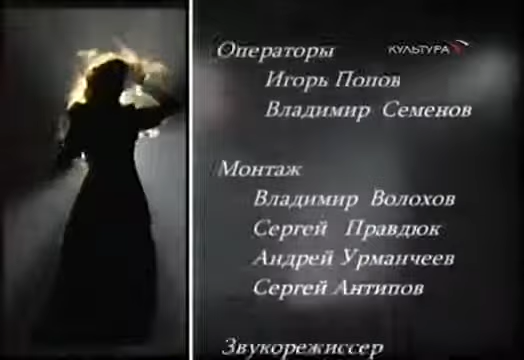 Операторы
КУЛЬТУРА
Игорь Попов
Владимир Семенов
Монтаж
Владимир Волохов
Сергей Правдюк
Андрей Урманчеев
Сергей Антипов
Звукорежиссер